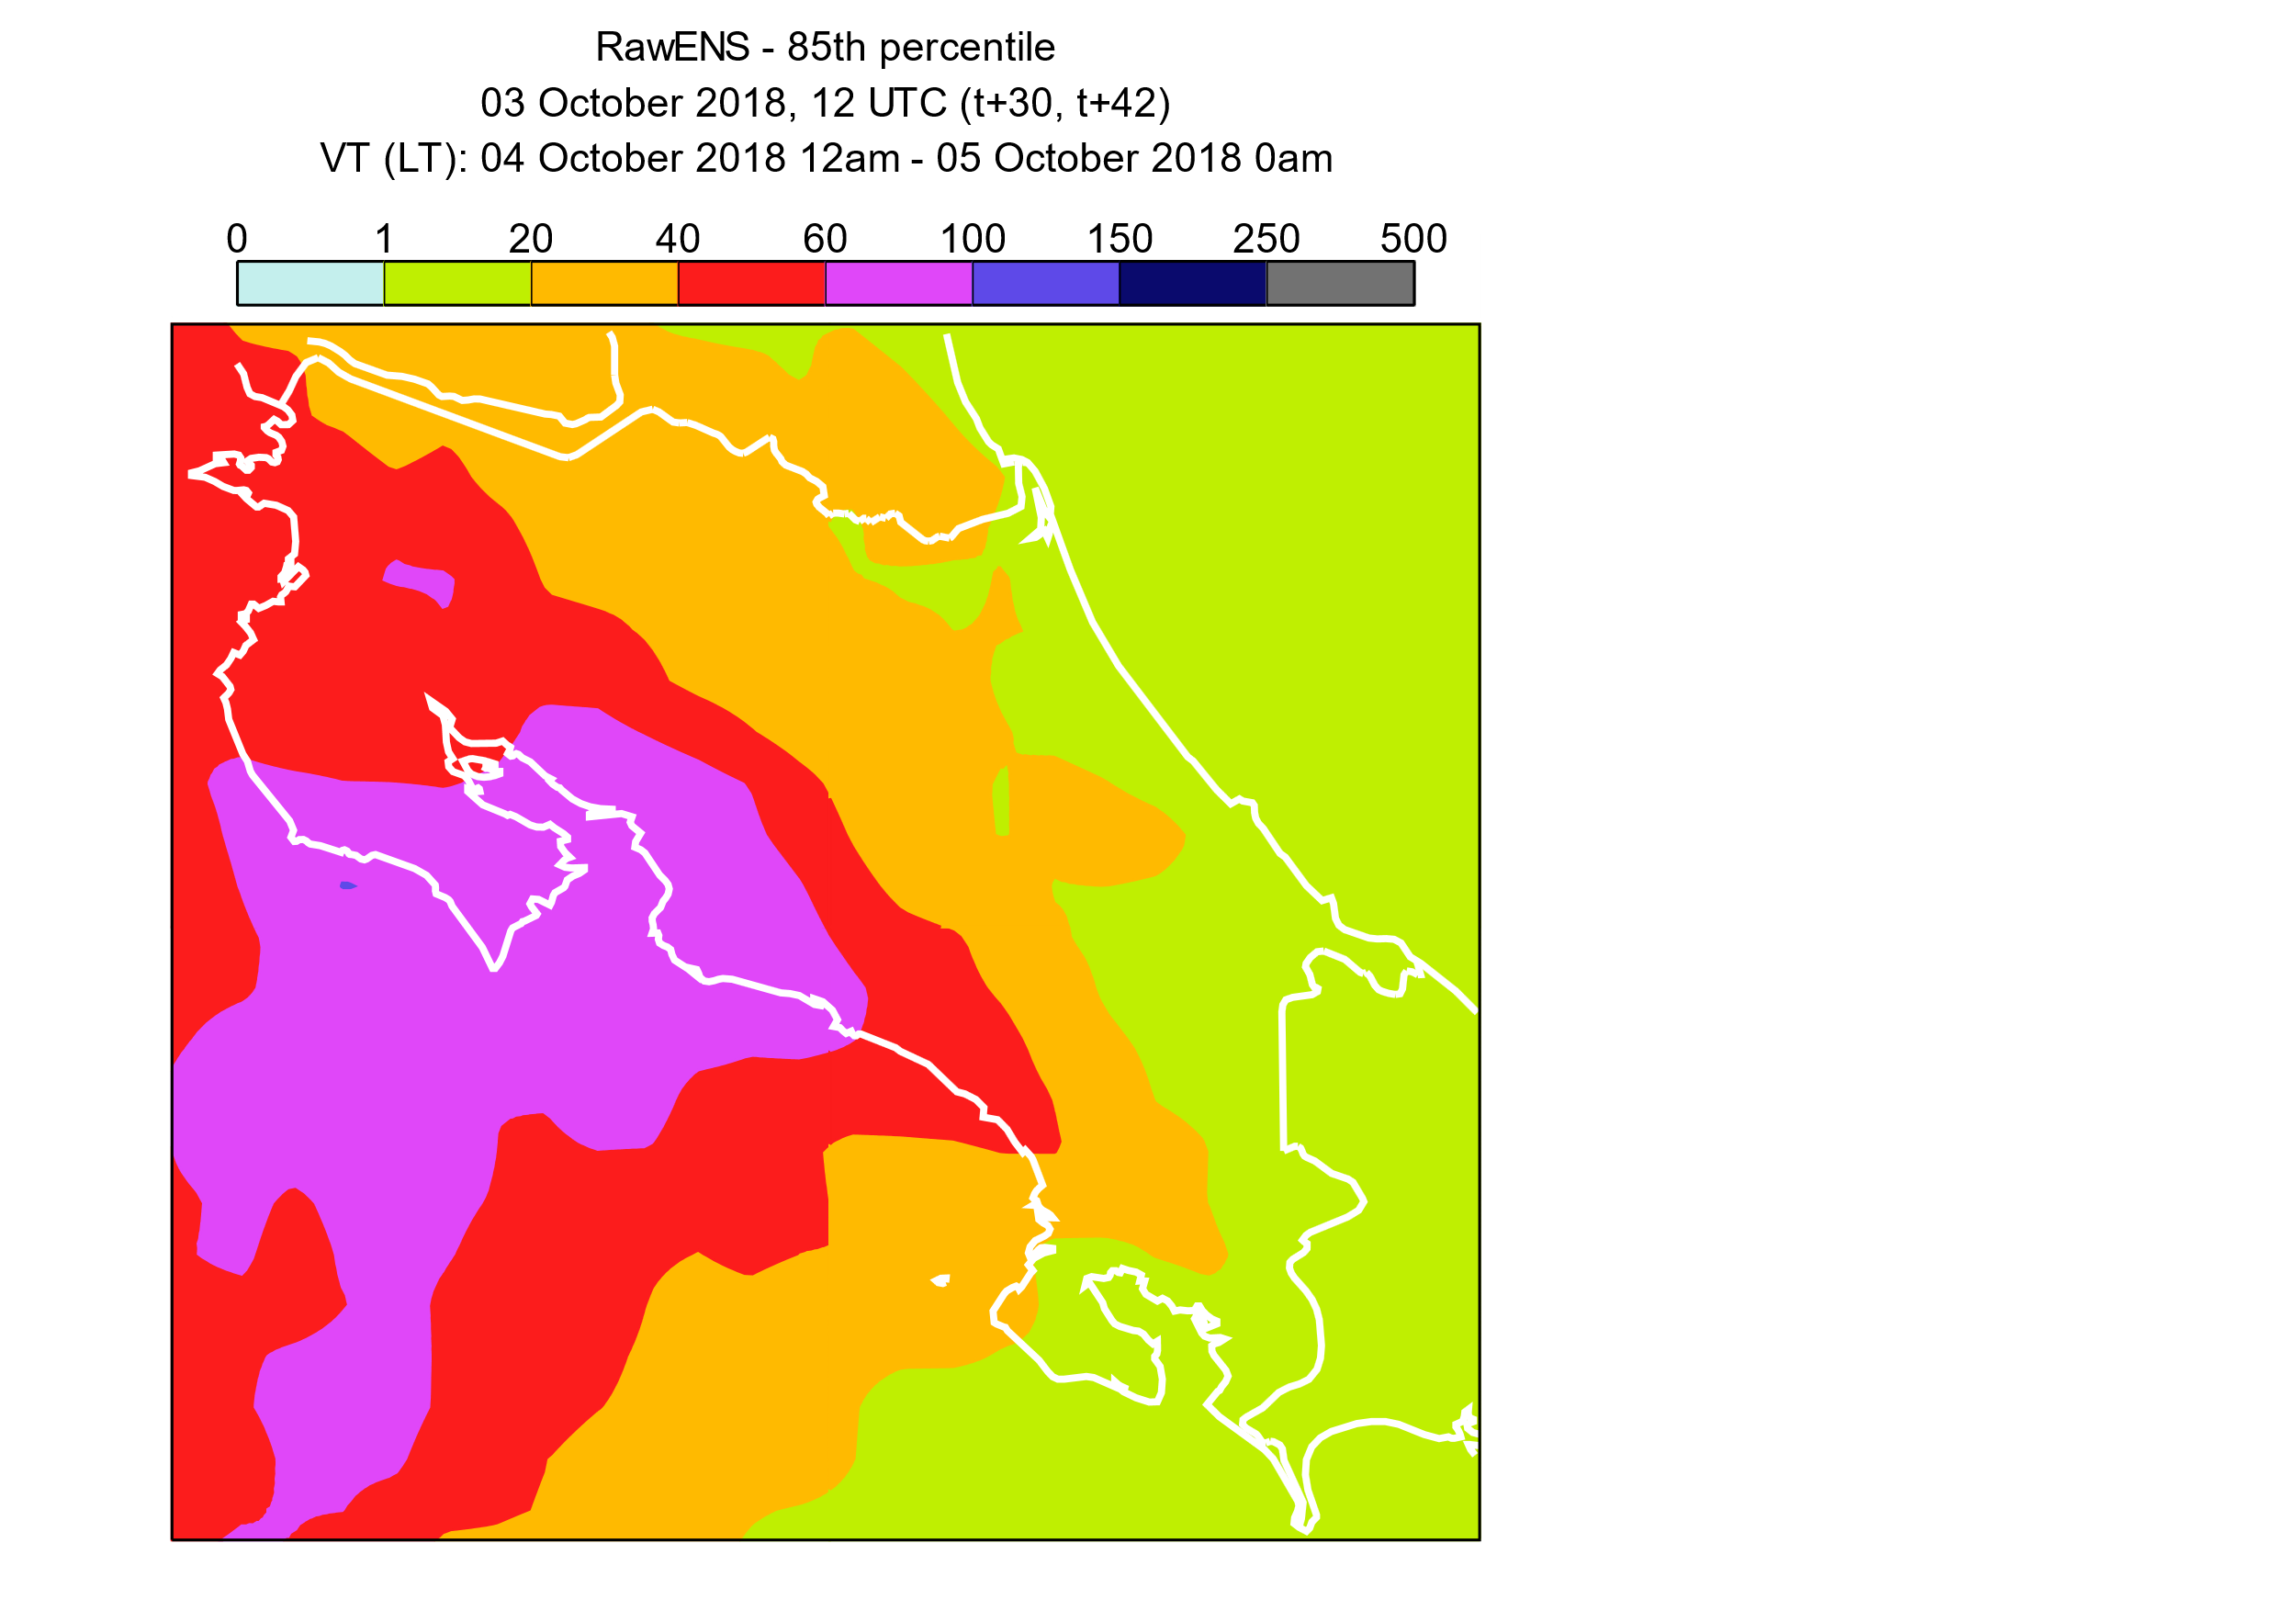 RawENS - 85th percentile
03 October 2018, 12 UTC (t+30, t+42)
VT (LT): 04 October 2018 12am - 05 October 2018 0am
0 1 20 40 60 100 150 250 500